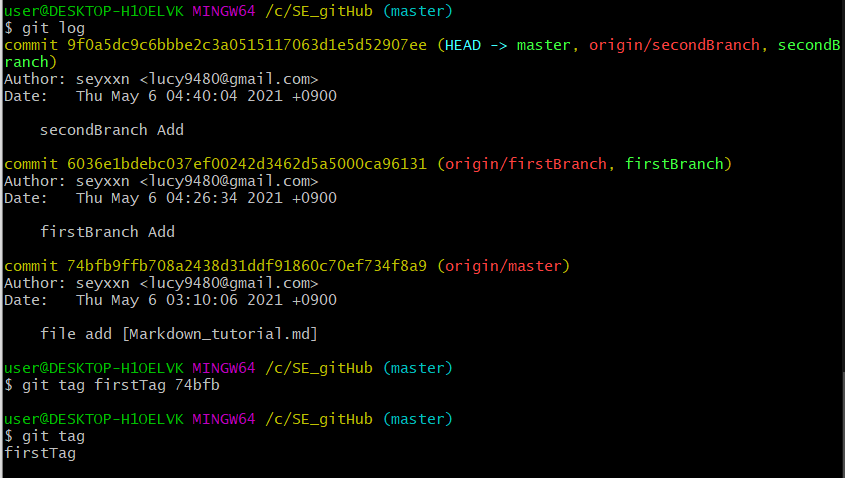 user@DESKTOP-H1OELVK MINGW64 /c/SE_gitHub (master)
$ git log
commit 9f0a5dc9c6bbbe2c3a0515117063d1e5d52907ee (HEAD -> master, origin/secondBranch, secondB
ranch)
Author: seyxxn <lucy9480@gmail.com>
Date:   Thu May 6 04:40:04 2021 +0900
    secondBranch Add
commit 6036e1bdebc037ef00242d3462d5a5000ca96131 (origin/firstBranch, firstBranch)
Author: seyxxn <lucy9480@gmail.com>
Date:   Thu May 6 04:26:34 2021 +0900
    firstBranch Add
commit 74bfb9ffb708a2438d31ddf91860c70ef734f8a9 (origin/master)
Author: seyxxn <lucy9480@gmail.com>
Date:   Thu May 6 03:10:06 2021 +0900
    file add [Markdown_tutorial.md]
user@DESKTOP-H1OELVK MINGW64 /c/SE_gitHub (master)
$ git tag firstTag 74bfb
user@DESKTOP-H1OELVK MINGW64 /c/SE_gitHub (master)
$ git tag
firstTag